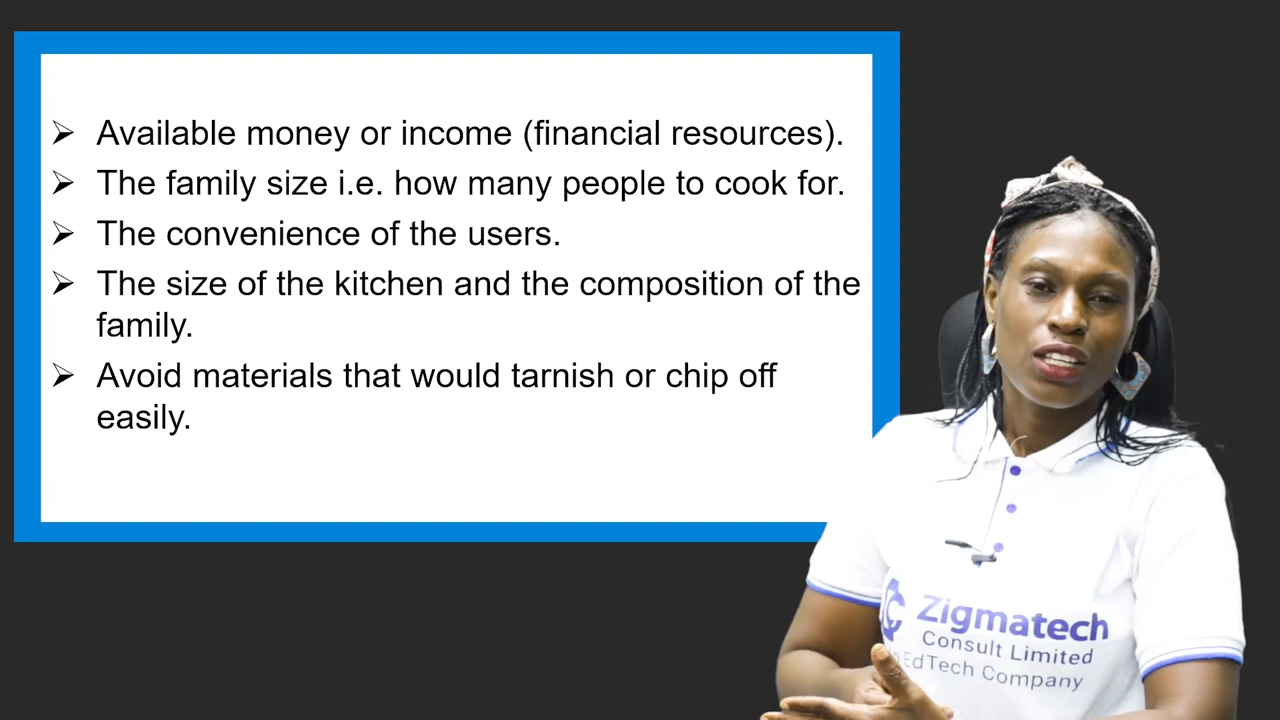 ➢ Available money or income (financial resources).
➢ The family size i.e. how many people to cook for.
➢ The convenience of the users.
➢ The size of the kitchen and the composition of the
family.
➢ Avoid materials that would tarnish or chip off
easily.
Zigmatech
Consult Limited
EdTech Company